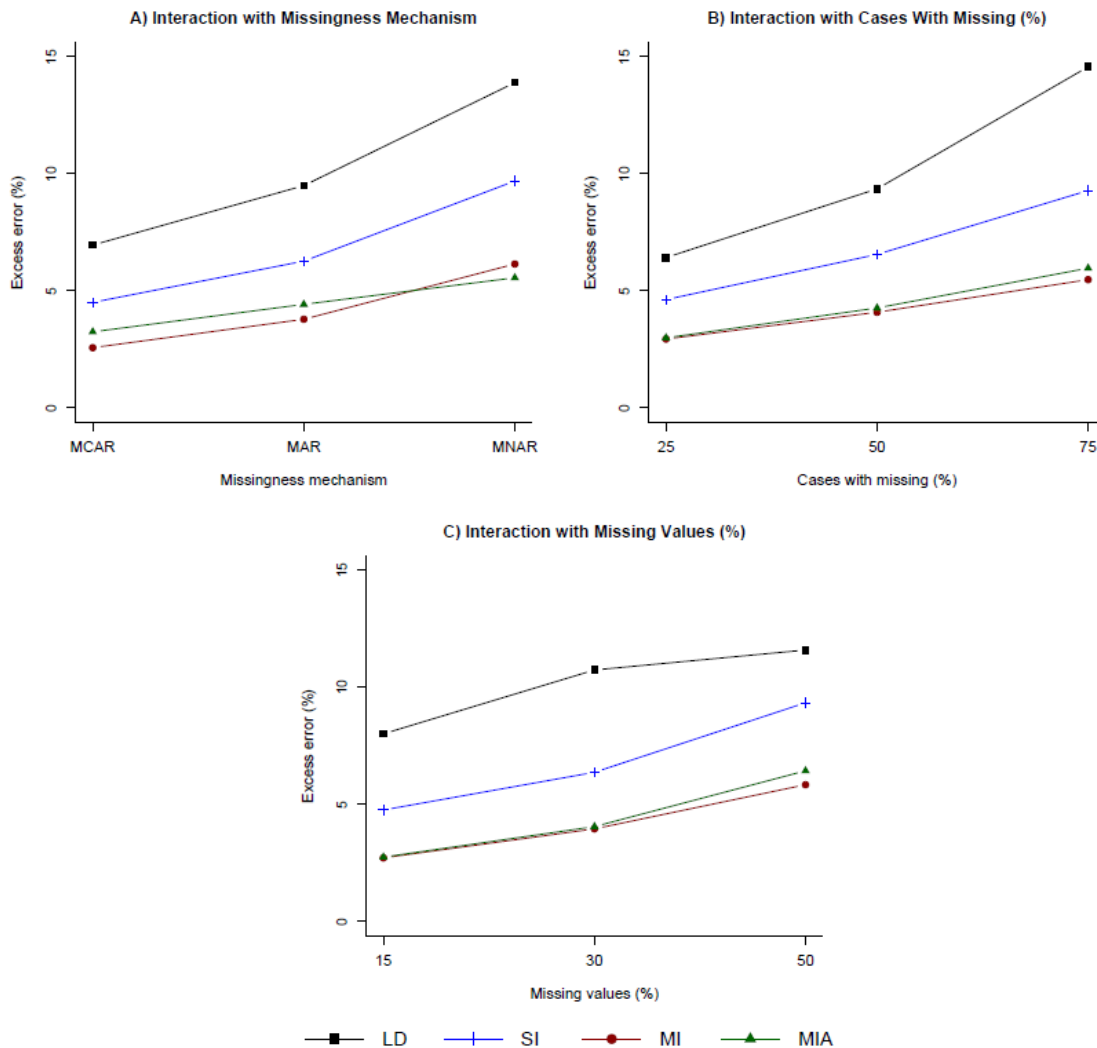 A) Interaction with Missingness Mechanism
Excess error (%)
15
10
5
0
MCAR MAR MNAR
Missingness mechanism
B) Interaction with Cases With Missing (%)
Excess error (%)
15
10
5
0
25 50 75
Cases with missing (%)
C) Interaction with Missing Values (%)
Excess error (%)
15
10
5
0
15 30 50
Missing values (%)
LD SI MI MIA